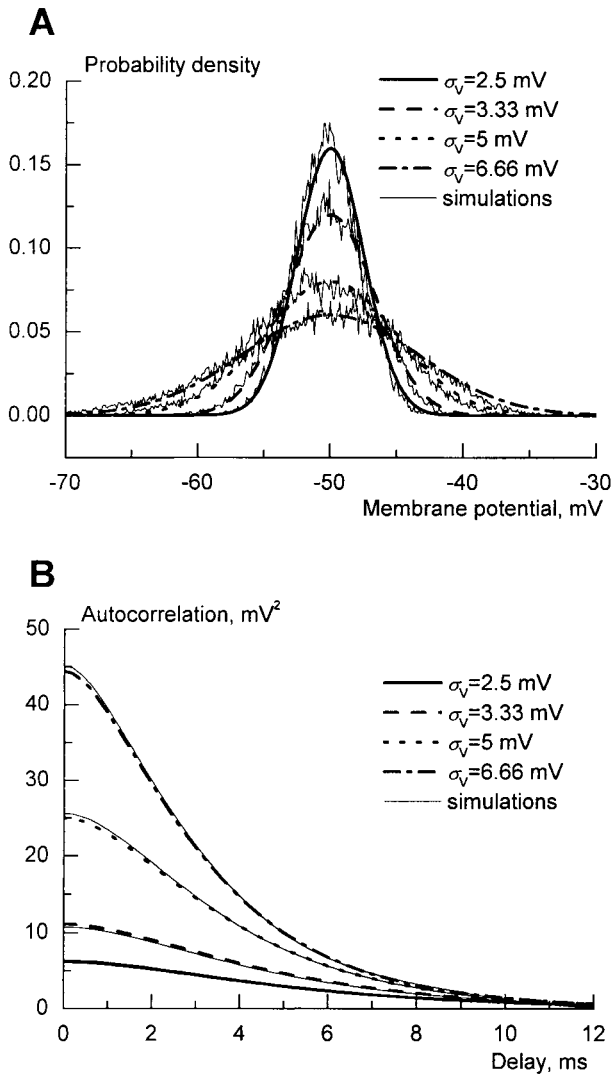 A
Probability density
σV=2.5 mV
σV=3.33 mV
σV=5 mV
σV=6.66 mV
simulations
0.20
0.15
0.10
0.05
0.00
-70 -60 -50 -40 -30
Membrane potential, mV
B
Autocorrelation, mV²
σV=2.5 mV
σV=3.33 mV
σV=5 mV
σV=6.66 mV
simulations
50
40
30
20
10
0
0 2 4 6 8 10 12
Delay, ms